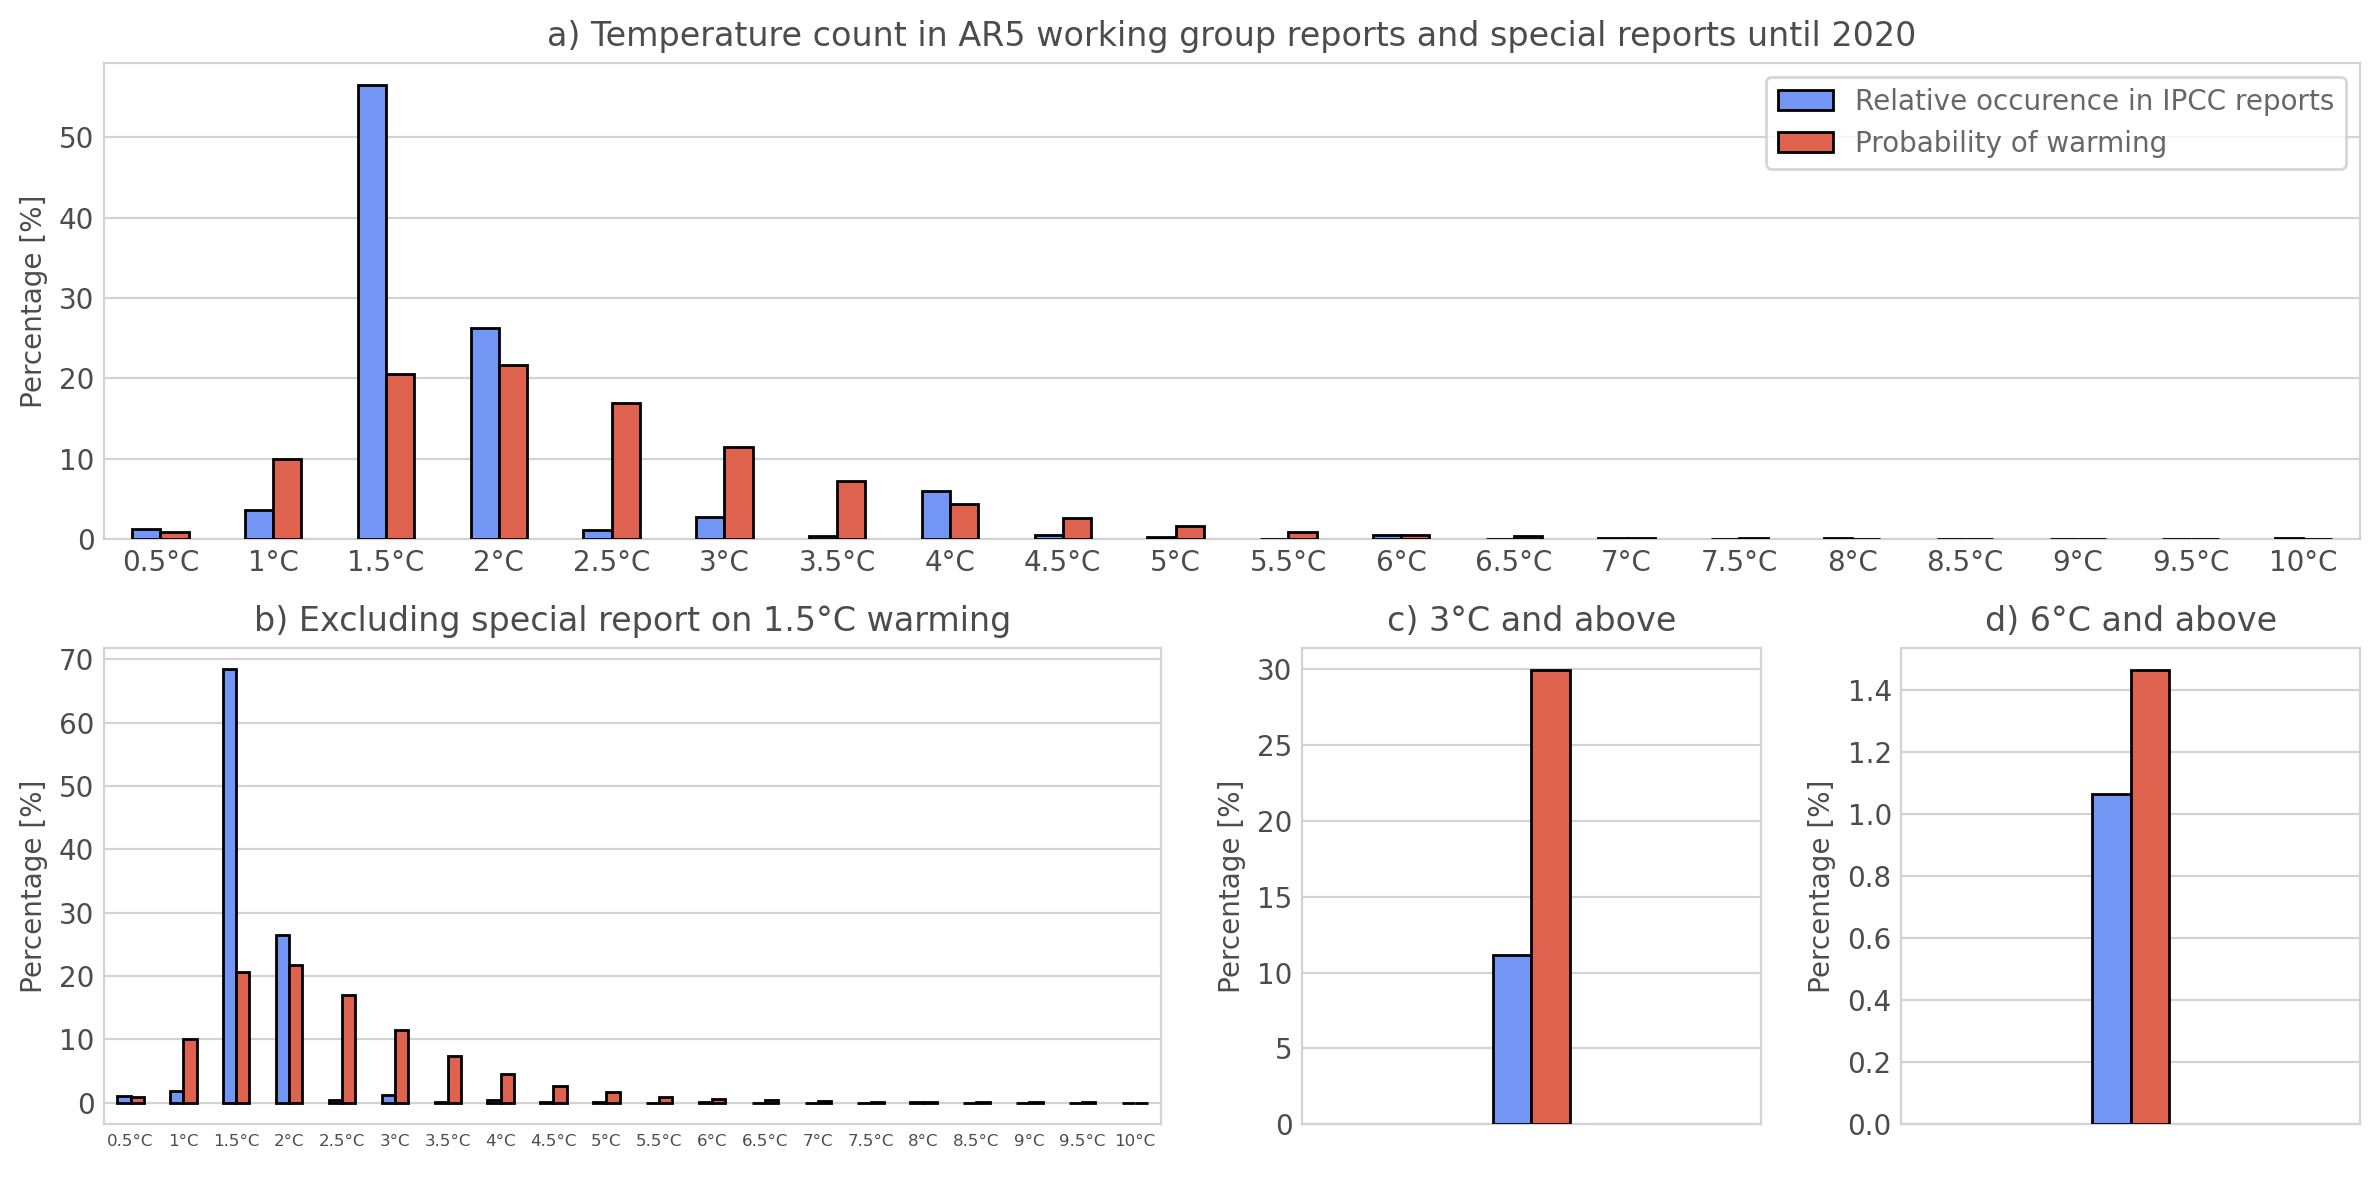 a) Temperature count in AR5 working group reports and special reports until 2020
Relative occurence in IPCC reports
Probability of warming
Percentage [%]
50
40
30
20
10
0
0.5°C 1°C 1.5°C 2°C 2.5°C 3°C 3.5°C 4°C 4.5°C 5°C 5.5°C 6°C 6.5°C 7°C 7.5°C 8°C 8.5°C 9°C 9.5°C 10°C
b) Excluding special report on 1.5°C warming
Percentage [%]
70
60
50
40
30
20
10
0
0.5°C 1°C 1.5°C 2°C 2.5°C 3°C 3.5°C 4°C 4.5°C 5°C 5.5°C 6°C 6.5°C 7°C 7.5°C 8°C 8.5°C 9°C 9.5°C 10°C
c) 3°C and above
Percentage [%]
30
25
20
15
10
5
0
d) 6°C and above
Percentage [%]
1.4
1.2
1.0
0.8
0.6
0.4
0.2
0.0